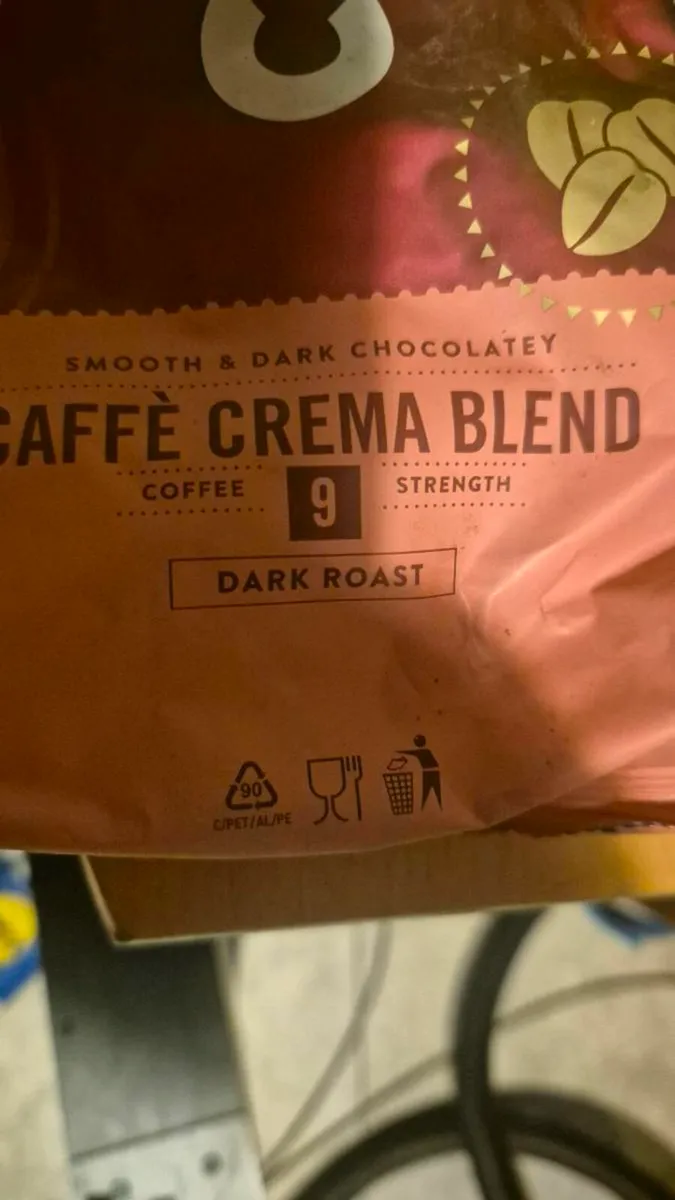 SMOOTH & DARK CHOCOLATEY
CAFFÈ CREMA BLEND
COFFEE 9 STRENGTH
DARK ROAST
90
C/PET/AL/PE